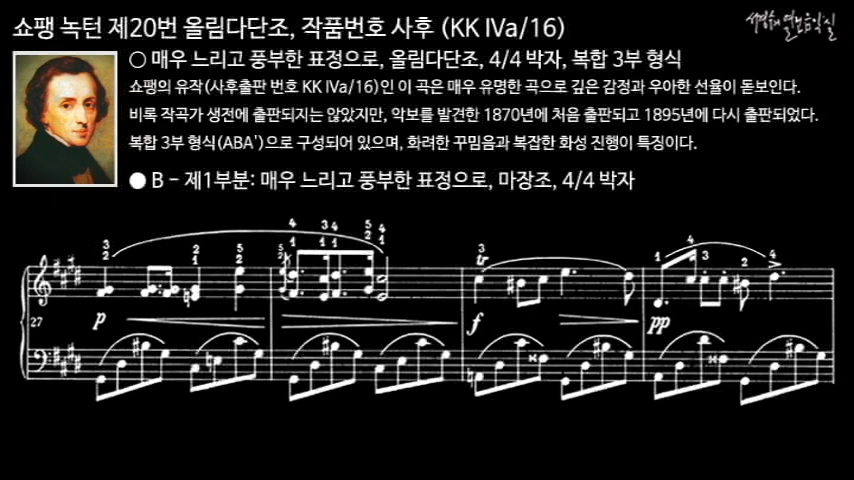 쇼팽 녹턴 제20번 올림다단조, 작품번호 사후 (KK IVa/16)
○ 매우 느리고 풍부한 표정으로, 올림다단조, 4/4 박자, 복합 3부 형식
쇼팽의 유작(사후출판 번호 KK IVa/16)인 이 곡은 매우 유명한 곡으로 깊은 감정과 우아한 선율이 돋보인다.
비록 작곡가 생전에 출판되지는 않았지만, 악보를 발견한 1870년에 처음 출판되고 1895년에 다시 출판되었다.
복합 3부 형식(ABA')으로 구성되어 있으며, 화려한 꾸밈음과 복잡한 화성 진행이 특징이다.
● B - 제1부분: 매우 느리고 풍부한 표정으로, 마장조, 4/4 박자
27
p
tr
f
pp